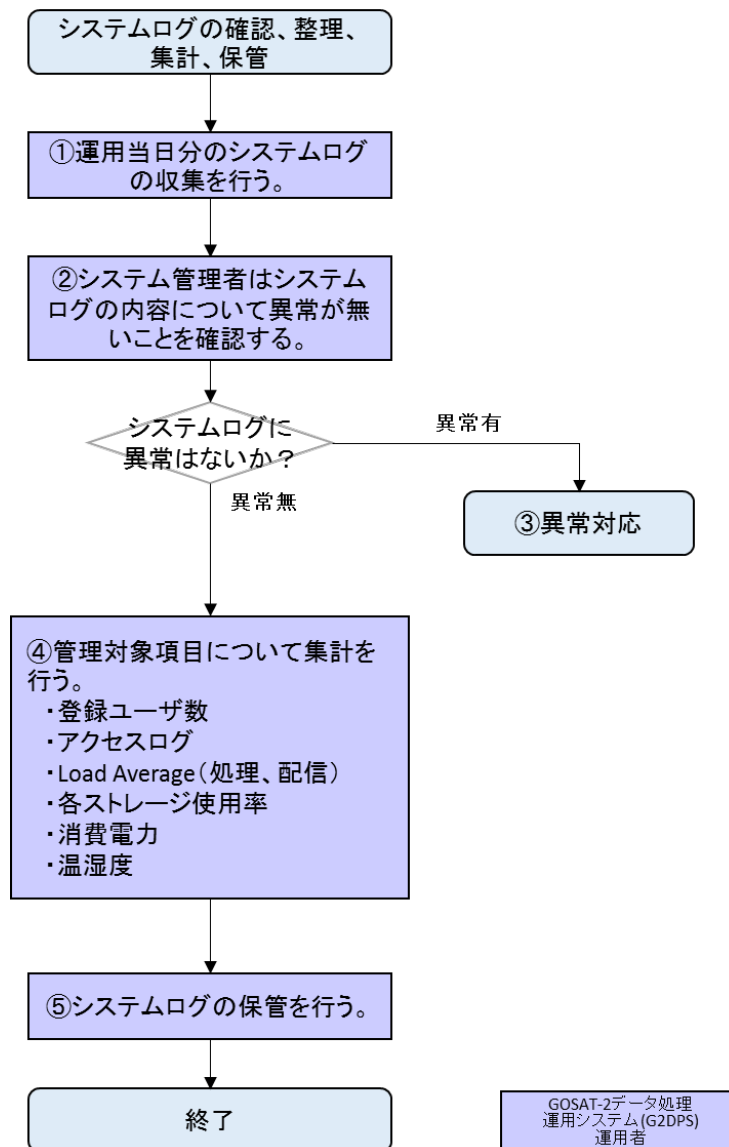 システムログの確認、整理、
集計、保管
①運用当日分のシステムログ
の収集を行う。
②システム管理者はシステム
ログの内容について異常が無
いことを確認する。
システムログに
異常はないか？
異常有
異常無
③異常対応
④管理対象項目について集計を
行う。
・登録ユーザ数
・アクセスログ
・Load Average（処理、配信）
・各ストレージ使用率
・消費電力
・温湿度
⑤システムログの保管を行う。
終了
GOSAT-2データ処理
運用システム(G2DPS)
運用者